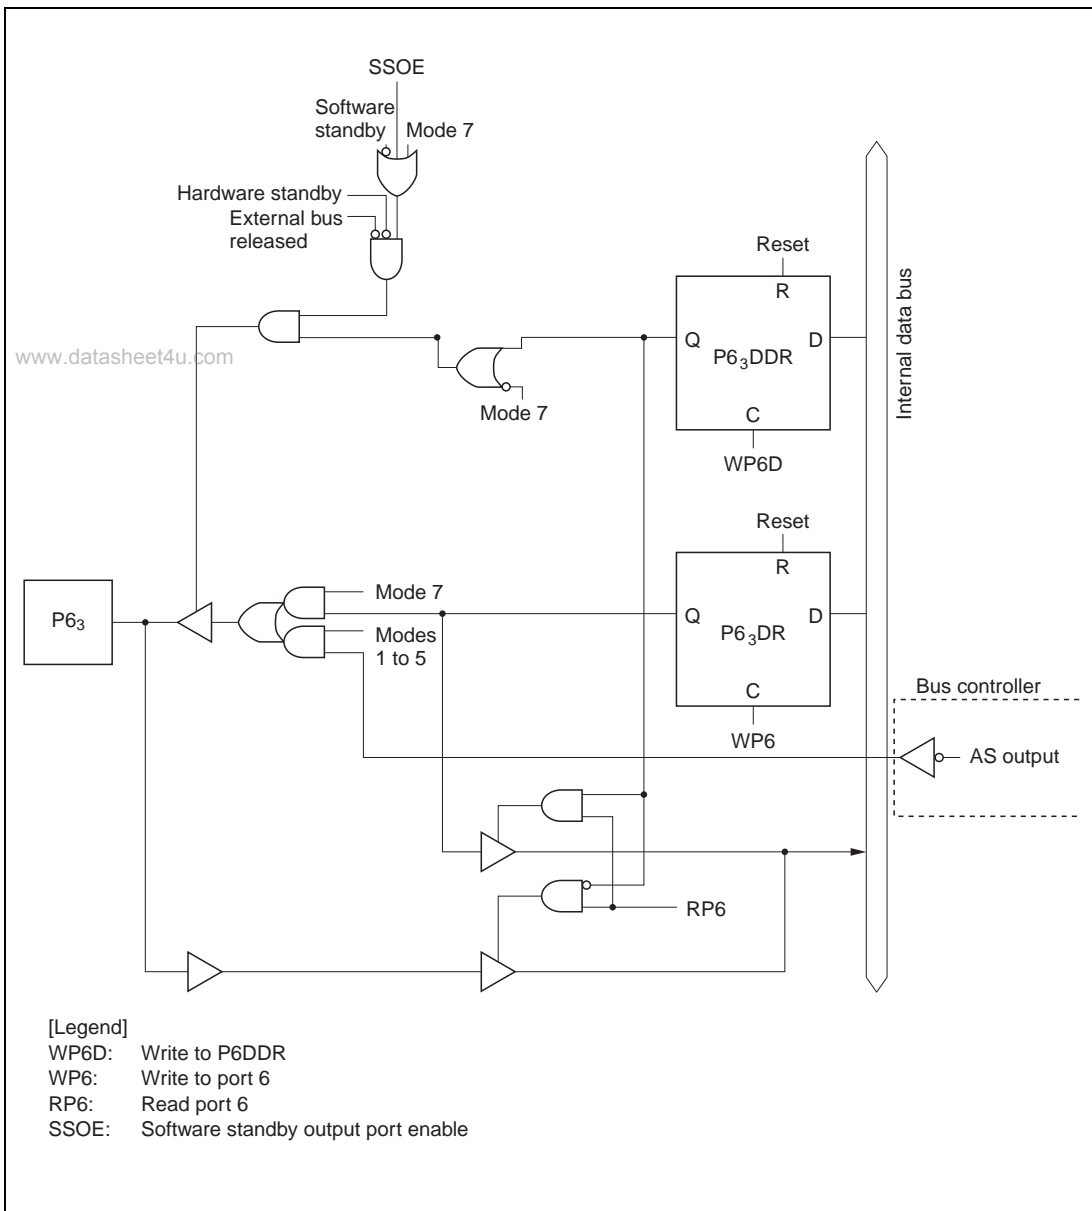 SSOE
Software
standby
Mode 7
Hardware standby
External bus
released
Reset
R
Q
D
P6₃DDR
C
WP6D
Internal data bus
www.datasheet4u.com
Mode 7
Reset
R
Q
D
P6₃DR
C
WP6
P6₃
Mode 7
Modes
1 to 5
Bus controller
AS output
RP6
[Legend]
WP6D: Write to P6DDR
WP6: Write to port 6
RP6: Read port 6
SSOE: Software standby output port enable